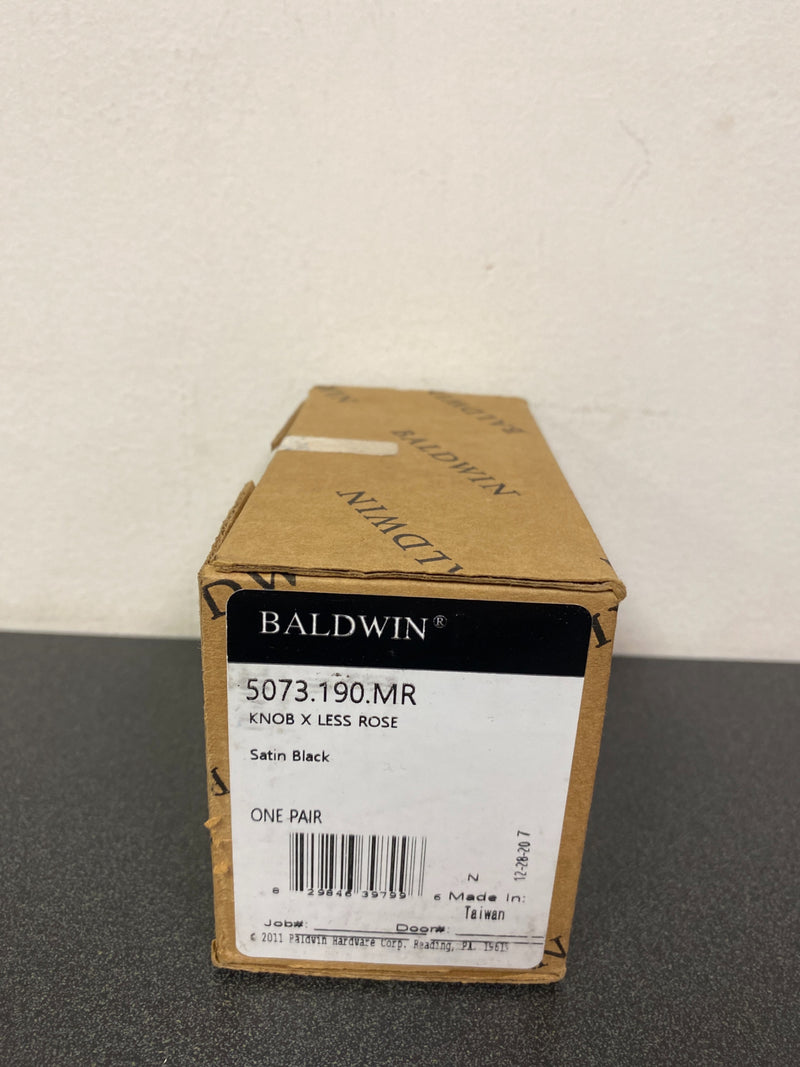 BALDWIN
BALDWIN
BALDWIN®
5073.190.MR
KNOB X LESS ROSE
Satin Black
ONE PAIR
8 29846 39799 6
N
12-28-20 7
Made In:
Taiwan
Job#: Door#:
© 2011 Baldwin Hardware Corp. Reading, PA